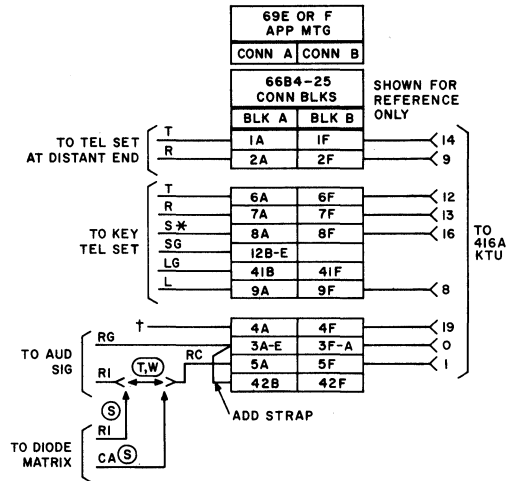 69E OR F
APP MTG
CONN A CONN B
66B4-25
CONN BLKS
SHOWN FOR
REFERENCE
ONLY
BLK A BLK B
TO TEL SET
AT DISTANT END
T 1A 1F 14
R 2A 2F 9
TO KEY
TEL SET
T 6A 6F 12
R 7A 7F 13
S* 8A 8F 16
SG 12B-E
LG 41B 41F
L 9A 9F 8
TO
416A
KTU
† 4A 4F 19
TO AUD
SIG
RG 3A-E 3F-A 0
RI T,W RC 5A 5F 1
42B 42F
S
ADD STRAP
TO DIODE
MATRIX
RI
CA S